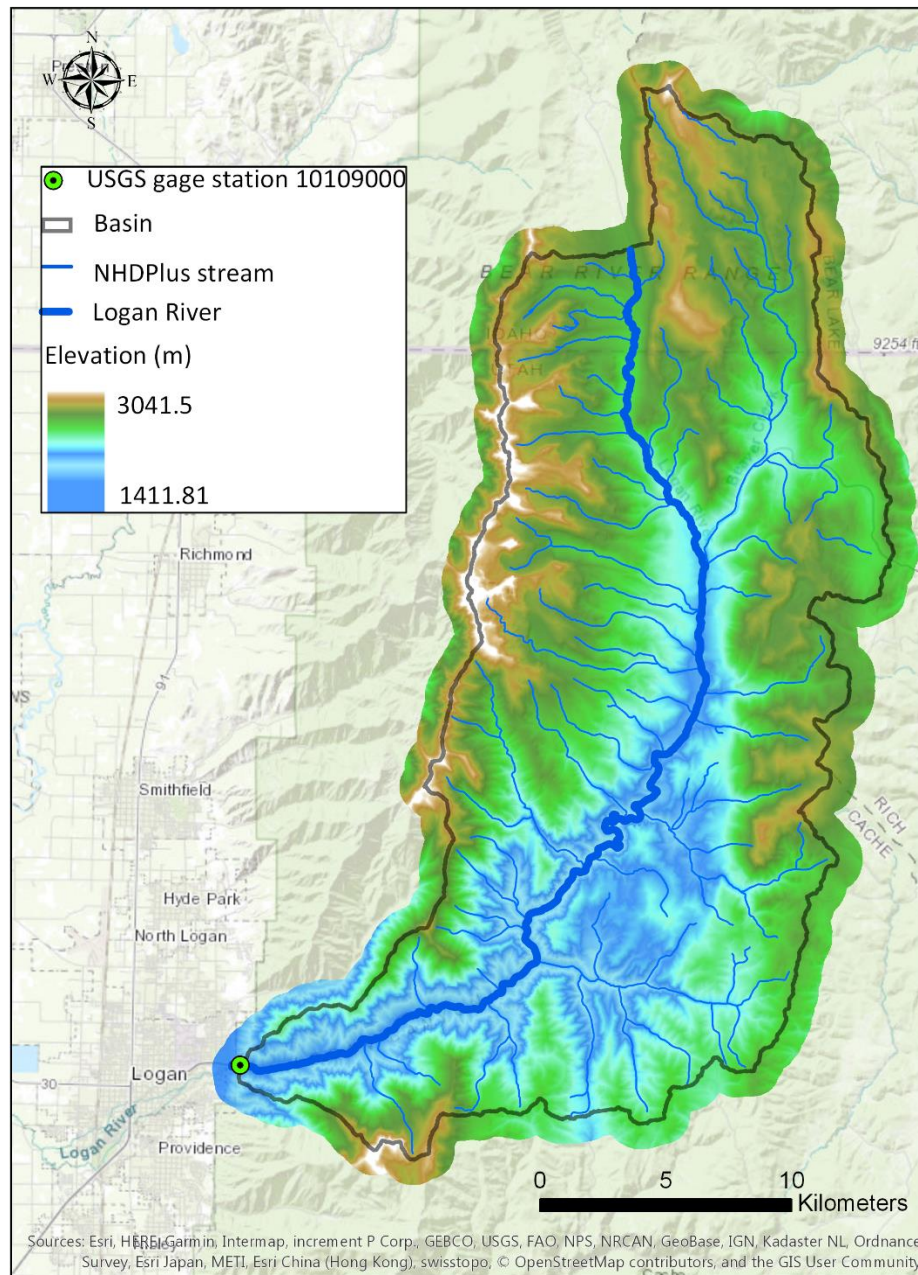 N
Preston
W
E
S
USGS gage station 10109000
Basin
NHDPlus stream
Logan River
Elevation (m)
3041.5
1411.81
BEAR RIVER RANGE
BEAR LAKE
IDAHO
UTAH
9254 ft
Beaver Creek
Richmond
91
Smithfield
RICH
CACHE
Hyde Park
North Logan
Logan
30
Logan River
Providence
0 5 10
Kilometers
Sources: Esri, HERE, Garmin, Intermap, increment P Corp., GEBCO, USGS, FAO, NPS, NRCAN, GeoBase, IGN, Kadaster NL, Ordnance
Survey, Esri Japan, METI, Esri China (Hong Kong), swisstopo, © OpenStreetMap contributors, and the GIS User Community